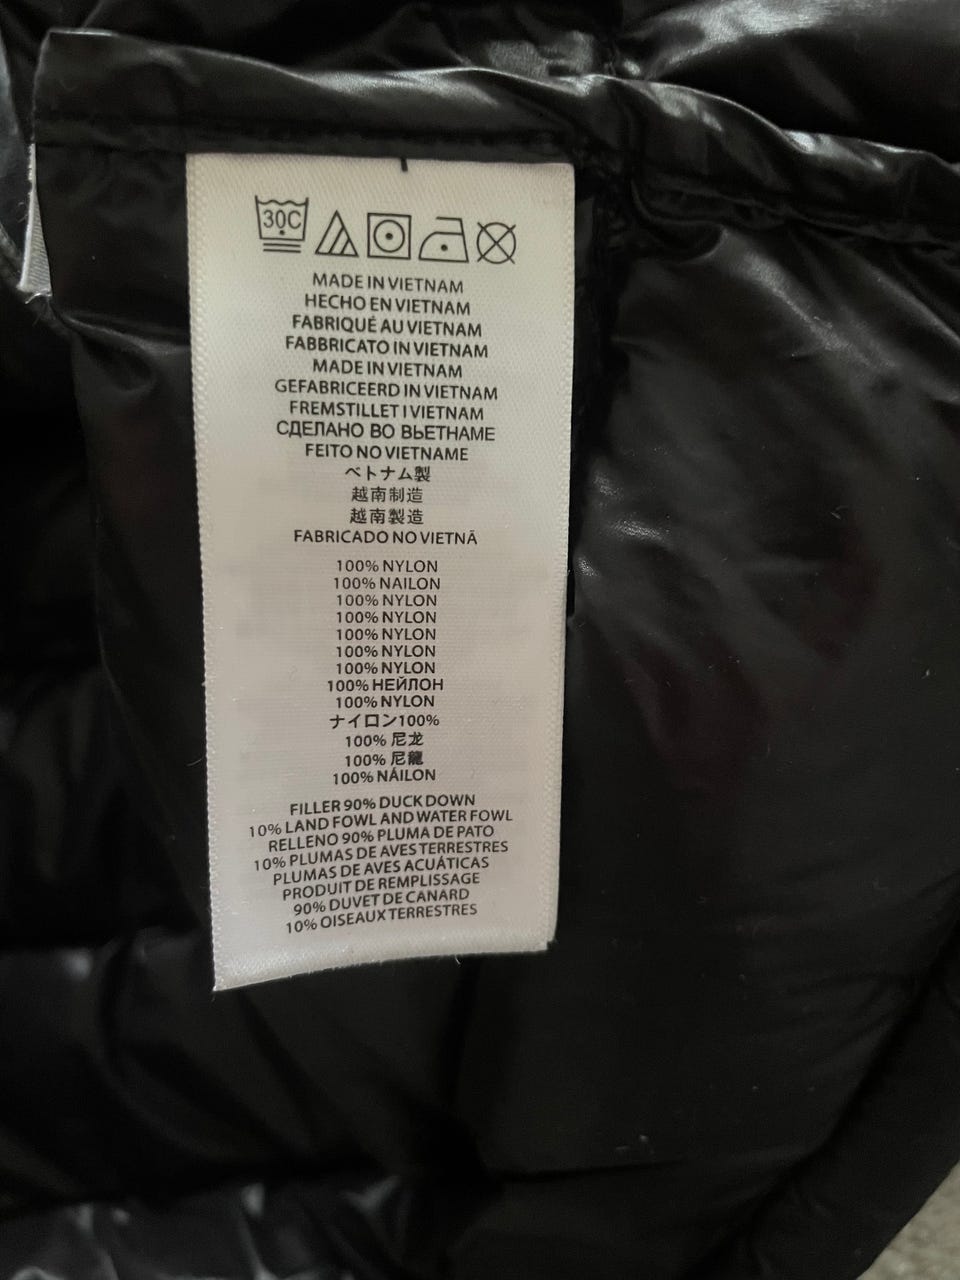 30C
MADE IN VIETNAM
HECHO EN VIETNAM
FABRIQUÉ AU VIETNAM
FABBRICATO IN VIETNAM
MADE IN VIETNAM
GEFABRICEERD IN VIETNAM
FREMSTILLET I VIETNAM
СДЕЛАНО ВО ВЬЕТНАМЕ
FEITO NO VIETNAME
ベトナム製
越南制造
越南製造
FABRICADO NO VIETNÃ
100% NYLON
100% NAILON
100% NYLON
100% NYLON
100% NYLON
100% NYLON
100% NYLON
100% НЕЙЛОН
100% NYLON
ナイロン100%
100% 尼龙
100% 尼龍
100% NÁILON
FILLER 90% DUCK DOWN
10% LAND FOWL AND WATER FOWL
RELLENO 90% PLUMA DE PATO
10% PLUMAS DE AVES TERRESTRES
PLUMAS DE AVES ACUÁTICAS
PRODUIT DE REMPLISSAGE
90% DUVET DE CANARD
10% OISEAUX TERRESTRES